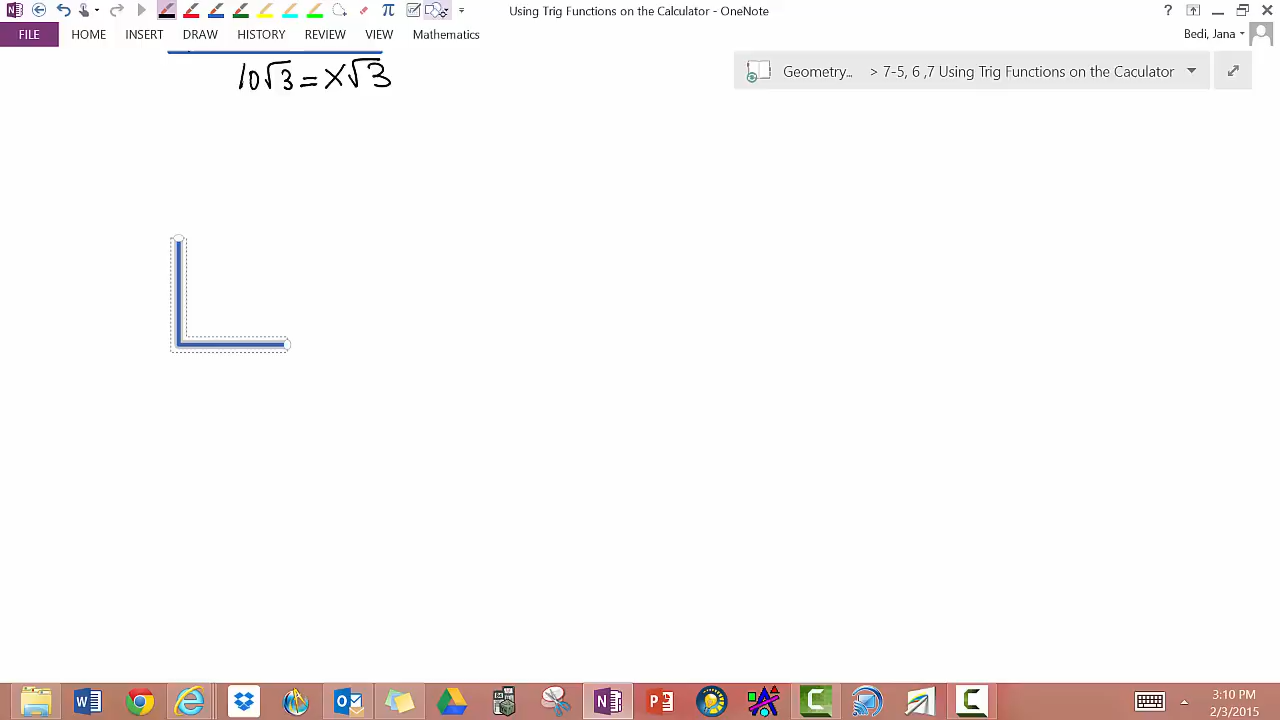 Using Trig Functions on the Calculator - OneNote
FILE HOME INSERT DRAW HISTORY REVIEW VIEW Mathematics
Bedi, Jana
10√3 = X√3
Geometry... > 7-5, 6 ,7 Using Trig Functions on the Caculator
3:10 PM
2/3/2015